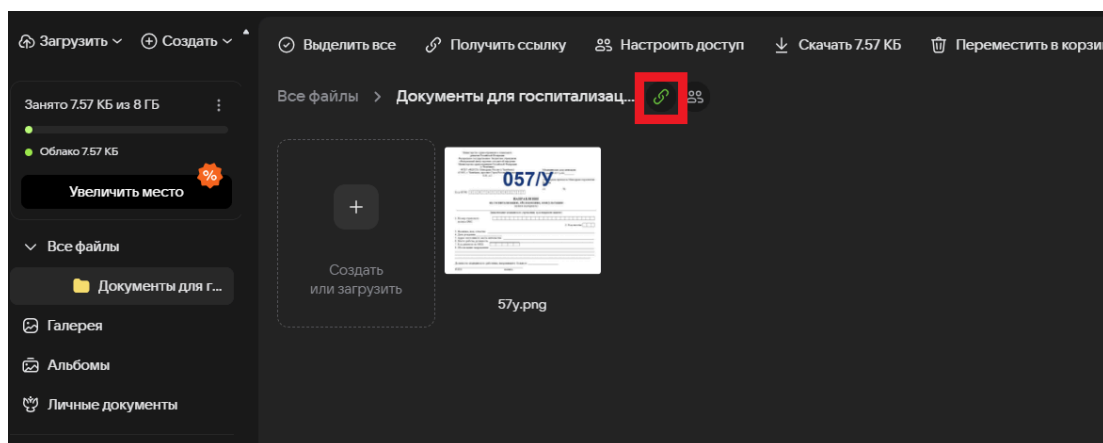 Загрузить Создать
Выделить все Получить ссылку Настроить доступ Скачать 7.57 КБ Переместить в корзи
Занято 7.57 КБ из 8 ГБ
Все файлы > Документы для госпитализац...
Облако 7.57 КБ
%
Увеличить место
057/У
НАПРАВЛЕНИЕ
Все файлы
Создать
или загрузить
Документы для г...
57y.png
Галерея
Альбомы
Личные документы